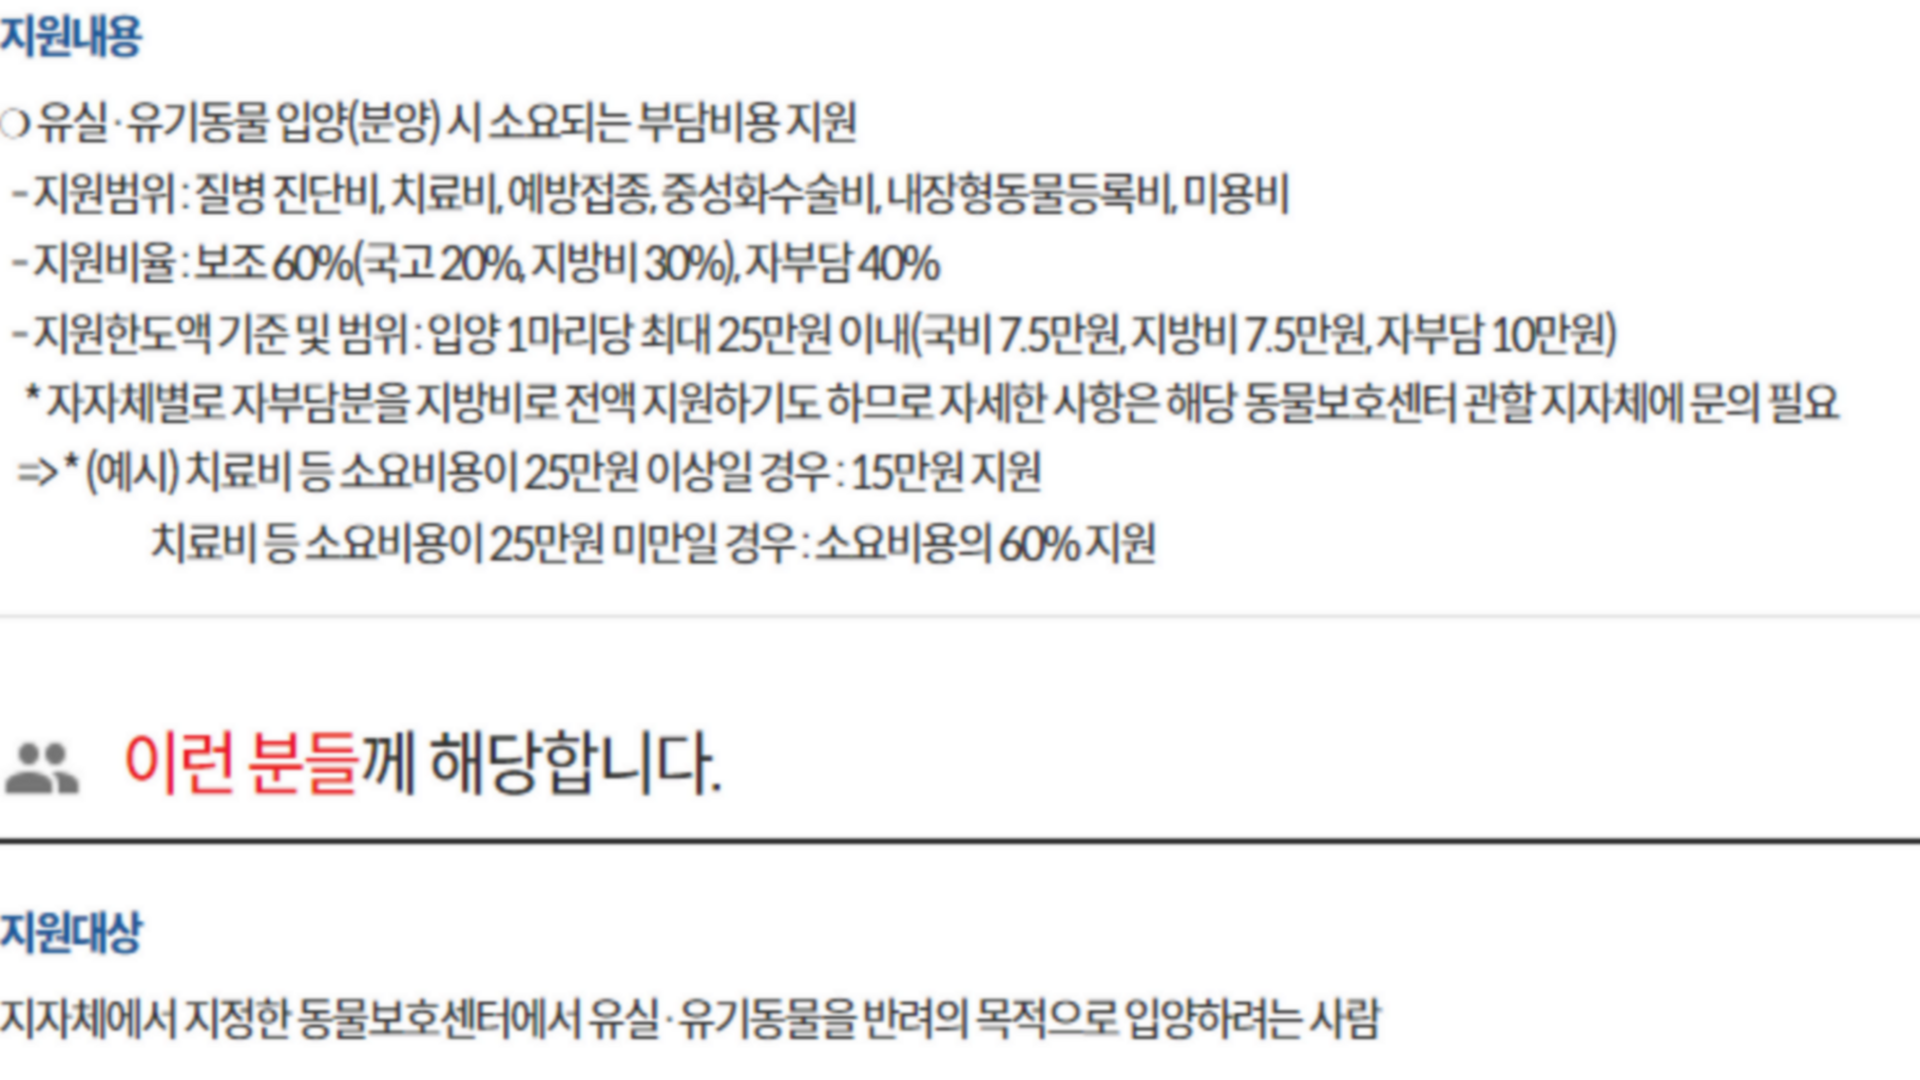 지원내용
❍ 유실·유기동물 입양(분양) 시 소요되는 부담비용 지원
- 지원범위 : 질병 진단비, 치료비, 예방접종, 중성화수술비, 내장형동물등록비, 미용비
- 지원비율 : 보조 60%(국고 20%, 지방비 30%), 자부담 40%
- 지원한도액 기준 및 범위 : 입양 1마리당 최대 25만원 이내(국비 7.5만원, 지방비 7.5만원, 자부담 10만원)
* 자자체별로 자부담분을 지방비로 전액 지원하기도 하므로 자세한 사항은 해당 동물보호센터 관할 지자체에 문의 필요
=> * (예시) 치료비 등 소요비용이 25만원 이상일 경우 : 15만원 지원
치료비 등 소요비용이 25만원 미만일 경우 : 소요비용의 60% 지원
이런 분들께 해당합니다.
지원대상
지자체에서 지정한 동물보호센터에서 유실·유기동물을 반려의 목적으로 입양하려는 사람